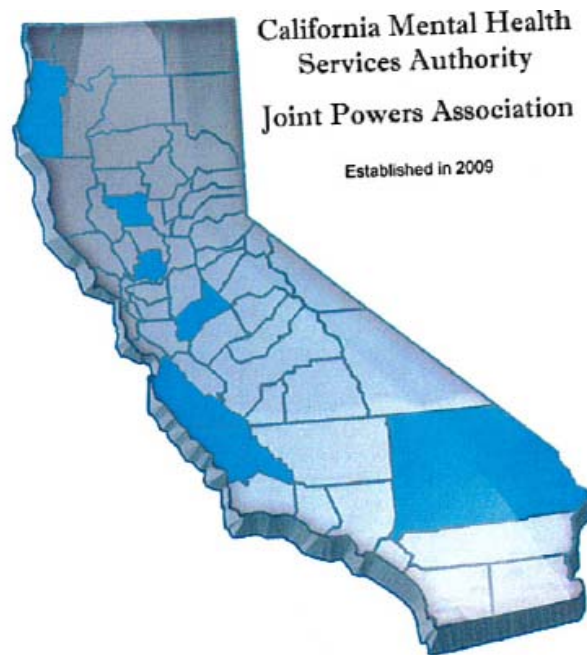 California Mental Health
Services Authority
Joint Powers Association
Established in 2009